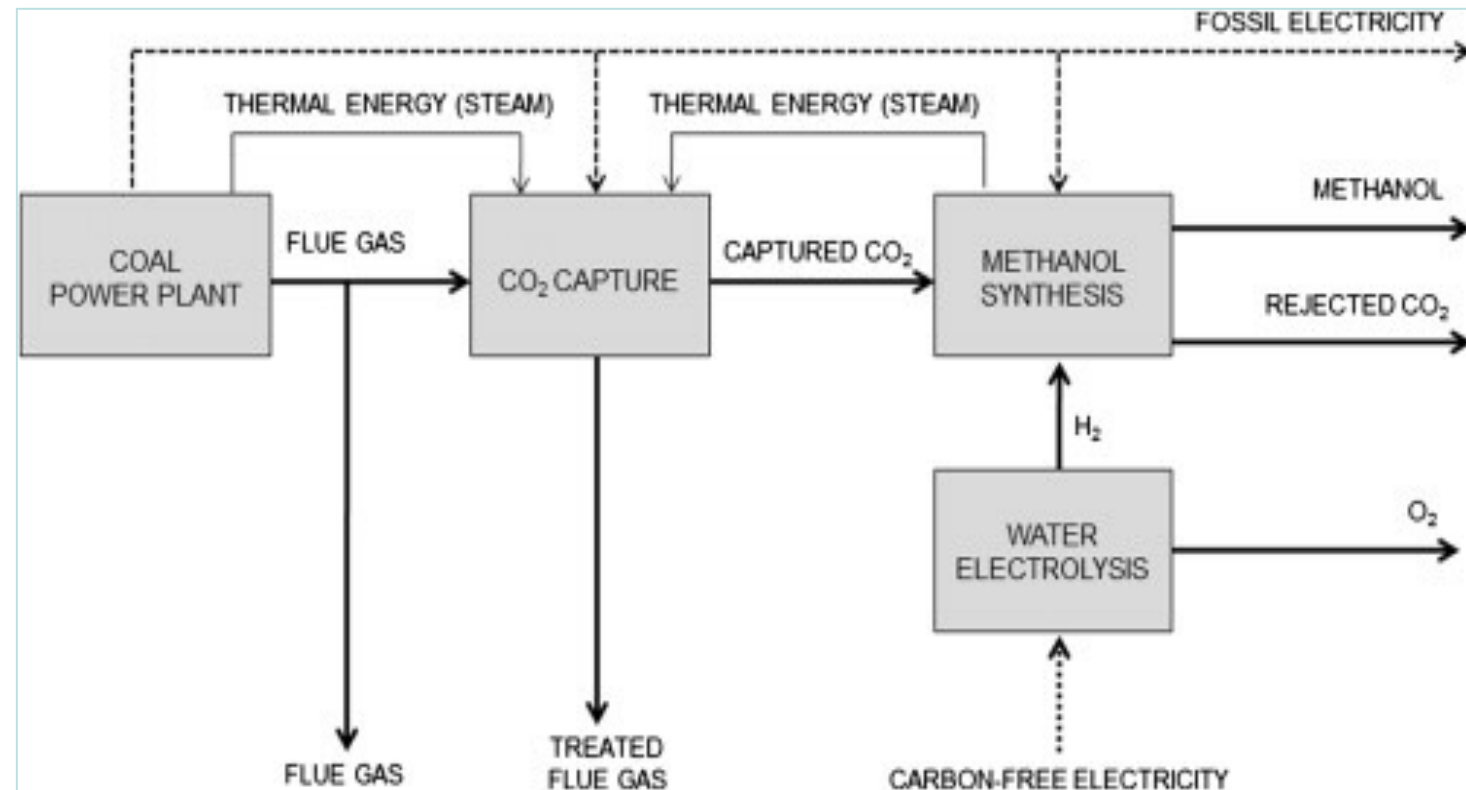 FOSSIL ELECTRICITY
THERMAL ENERGY (STEAM)
THERMAL ENERGY (STEAM)
METHANOL
COAL
POWER PLANT
FLUE GAS
CO₂ CAPTURE
CAPTURED CO₂
METHANOL
SYNTHESIS
REJECTED CO₂
H₂
WATER
ELECTROLYSIS
O₂
FLUE GAS
TREATED
FLUE GAS
CARBON-FREE ELECTRICITY